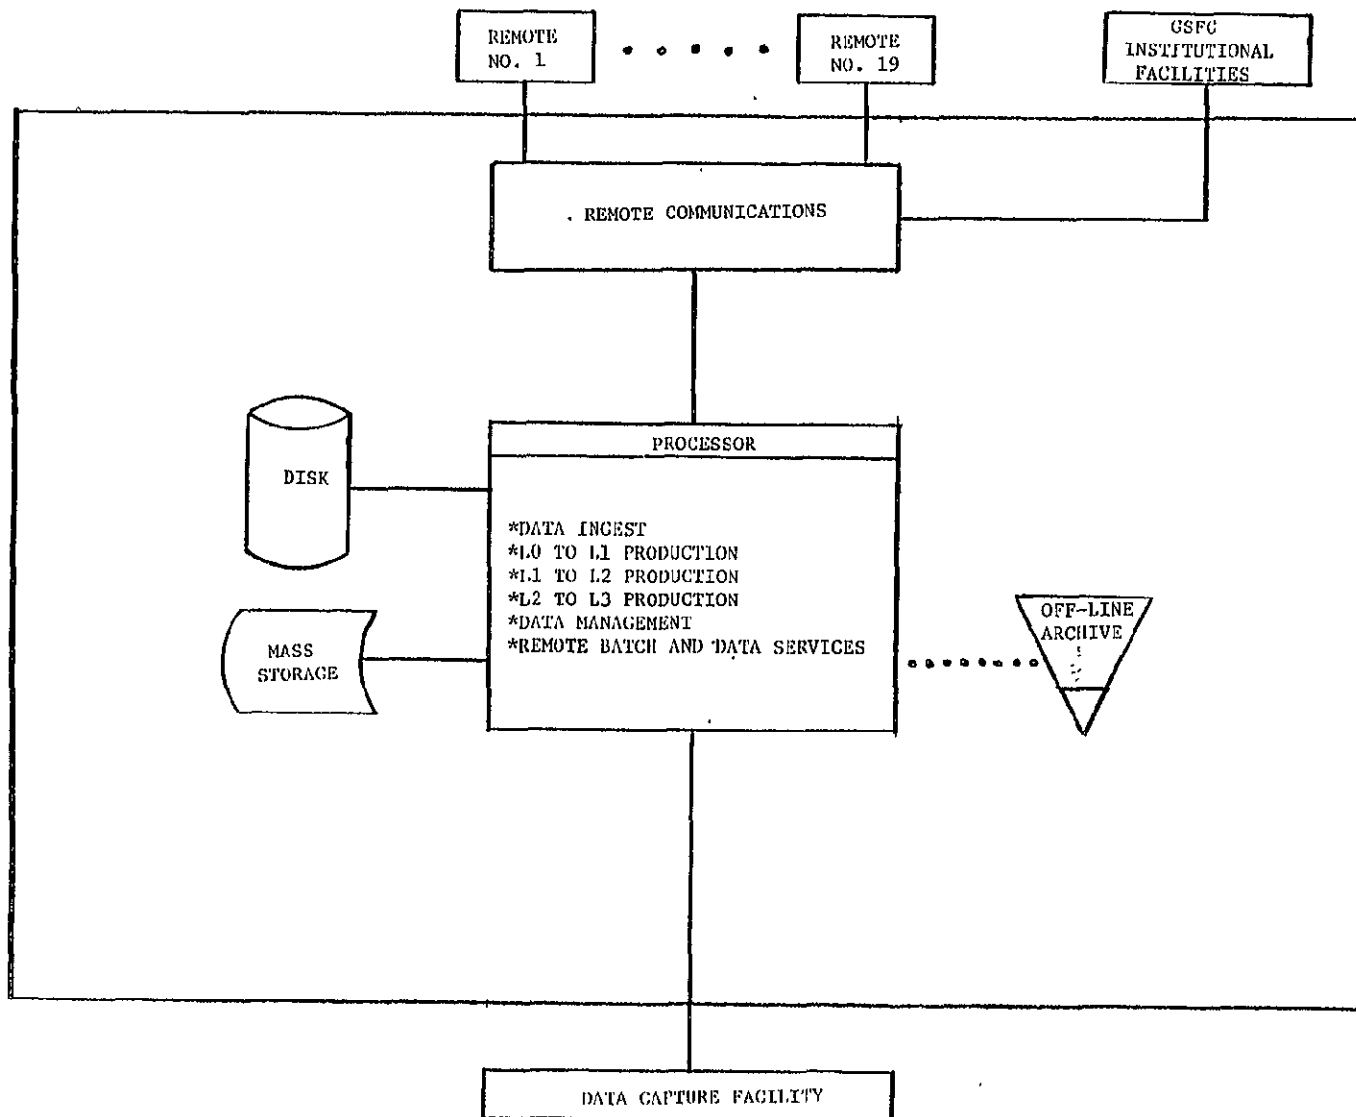 REMOTE
NO. 1
REMOTE
NO. 19
GSFC
INSTITUTIONAL
FACILITIES
REMOTE COMMUNICATIONS
DISK
PROCESSOR
*DATA INGEST
*L0 TO L1 PRODUCTION
*L1 TO L2 PRODUCTION
*L2 TO L3 PRODUCTION
*DATA MANAGEMENT
*REMOTE BATCH AND DATA SERVICES
MASS
STORAGE
OFF-LINE
ARCHIVE
DATA CAPTURE FACILITY